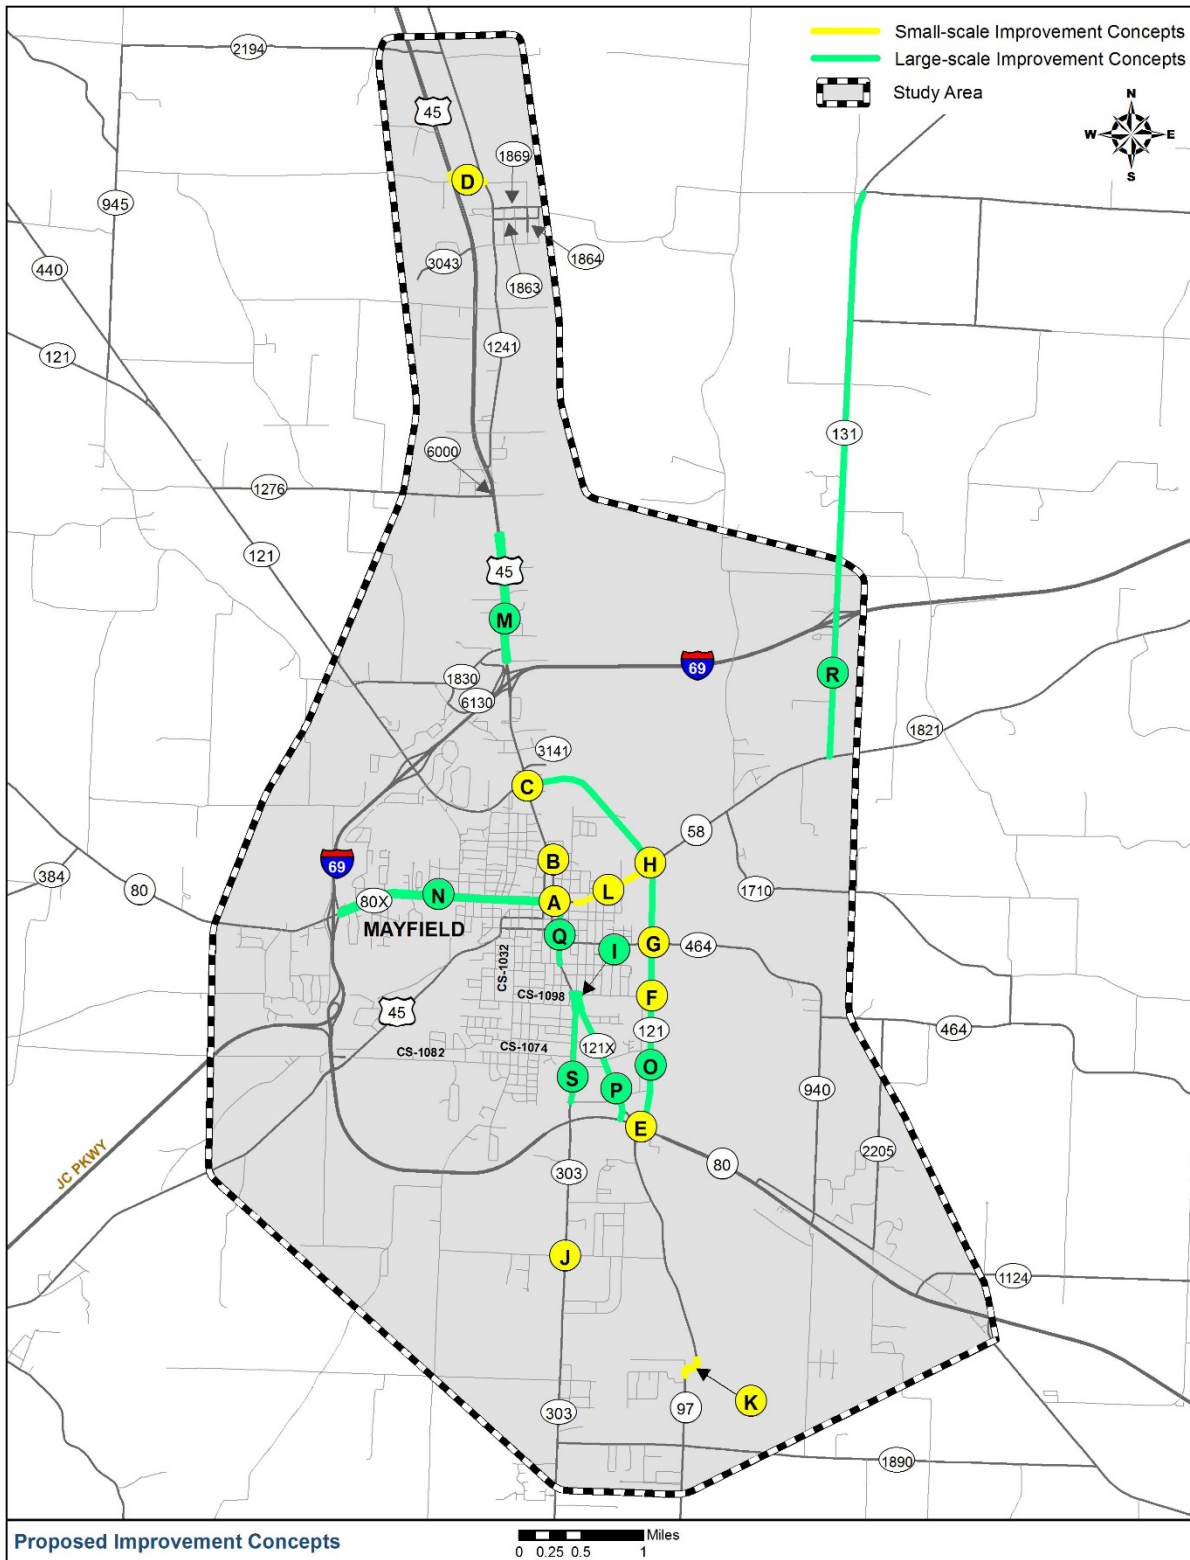 Small-scale Improvement Concepts
Large-scale Improvement Concepts
Study Area
N
W E
S
2194
45
1869
D
945
1864
3043
1863
440
1241
121
131
6000
1276
121
45
M
69
R
1830
6130
1821
3141
C
58
B
H
69
384
80
L
1710
N
A
80X
MAYFIELD
Q
I
G
464
CS-1032
CS-1098
F
45
121
464
121X
CS-1082
CS-1074
O
S
P
940
E
2205
JC PKWY
80
303
J
1124
K
303
97
1890
Proposed Improvement Concepts
Miles
0 0.25 0.5 1